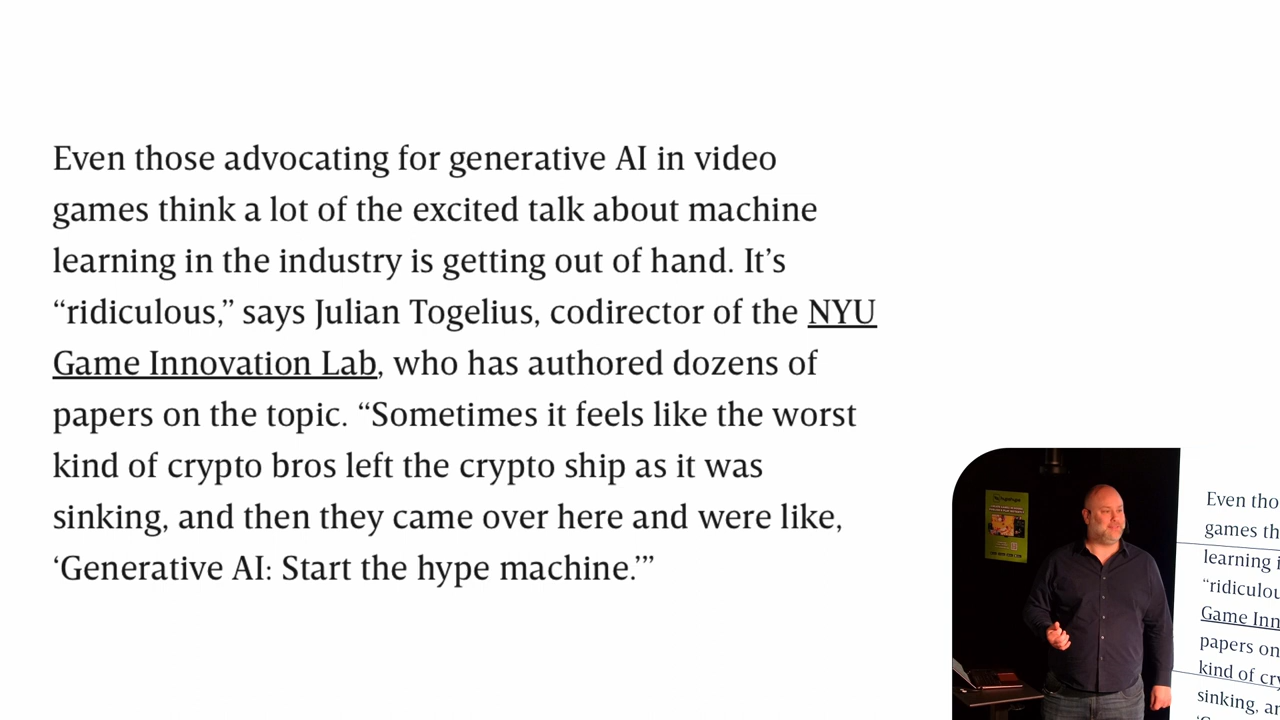 Even those advocating for generative AI in video
games think a lot of the excited talk about machine
learning in the industry is getting out of hand. It’s
“ridiculous,” says Julian Togelius, codirector of the NYU
Game Innovation Lab, who has authored dozens of
papers on the topic. “Sometimes it feels like the worst
kind of crypto bros left the crypto ship as it was
sinking, and then they came over here and were like,
‘Generative AI: Start the hype machine.’”
Even tho
games th
learning i
“ridiculou
Game Inn
papers on
kind of cry
sinking, an